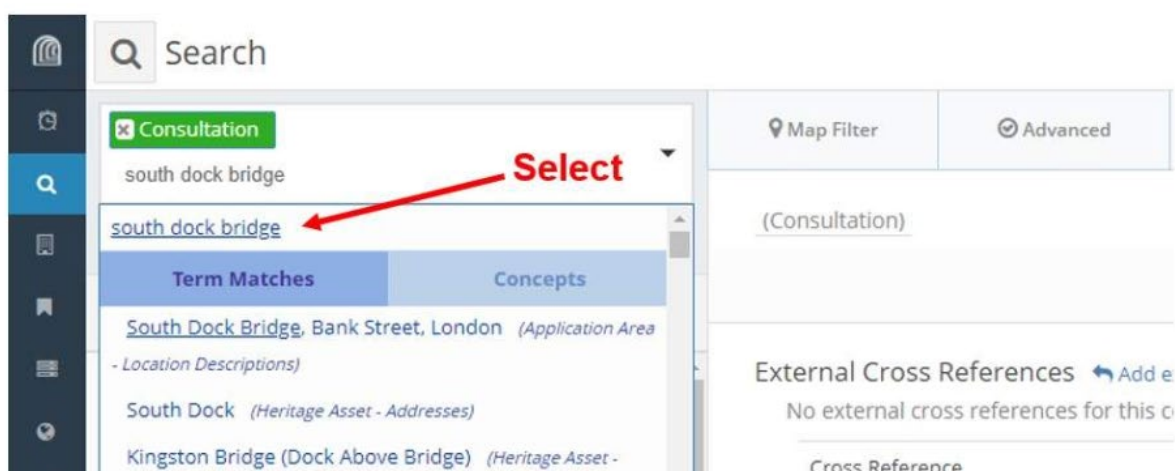 Search
Consultation
south dock bridge
Select
south dock bridge
Term Matches
Concepts
South Dock Bridge, Bank Street, London (Application Area
- Location Descriptions)
South Dock (Heritage Asset - Addresses)
Kingston Bridge (Dock Above Bridge) (Heritage Asset -
Map Filter
Advanced
(Consultation)
External Cross References Add e
No external cross references for this c
Cross Reference